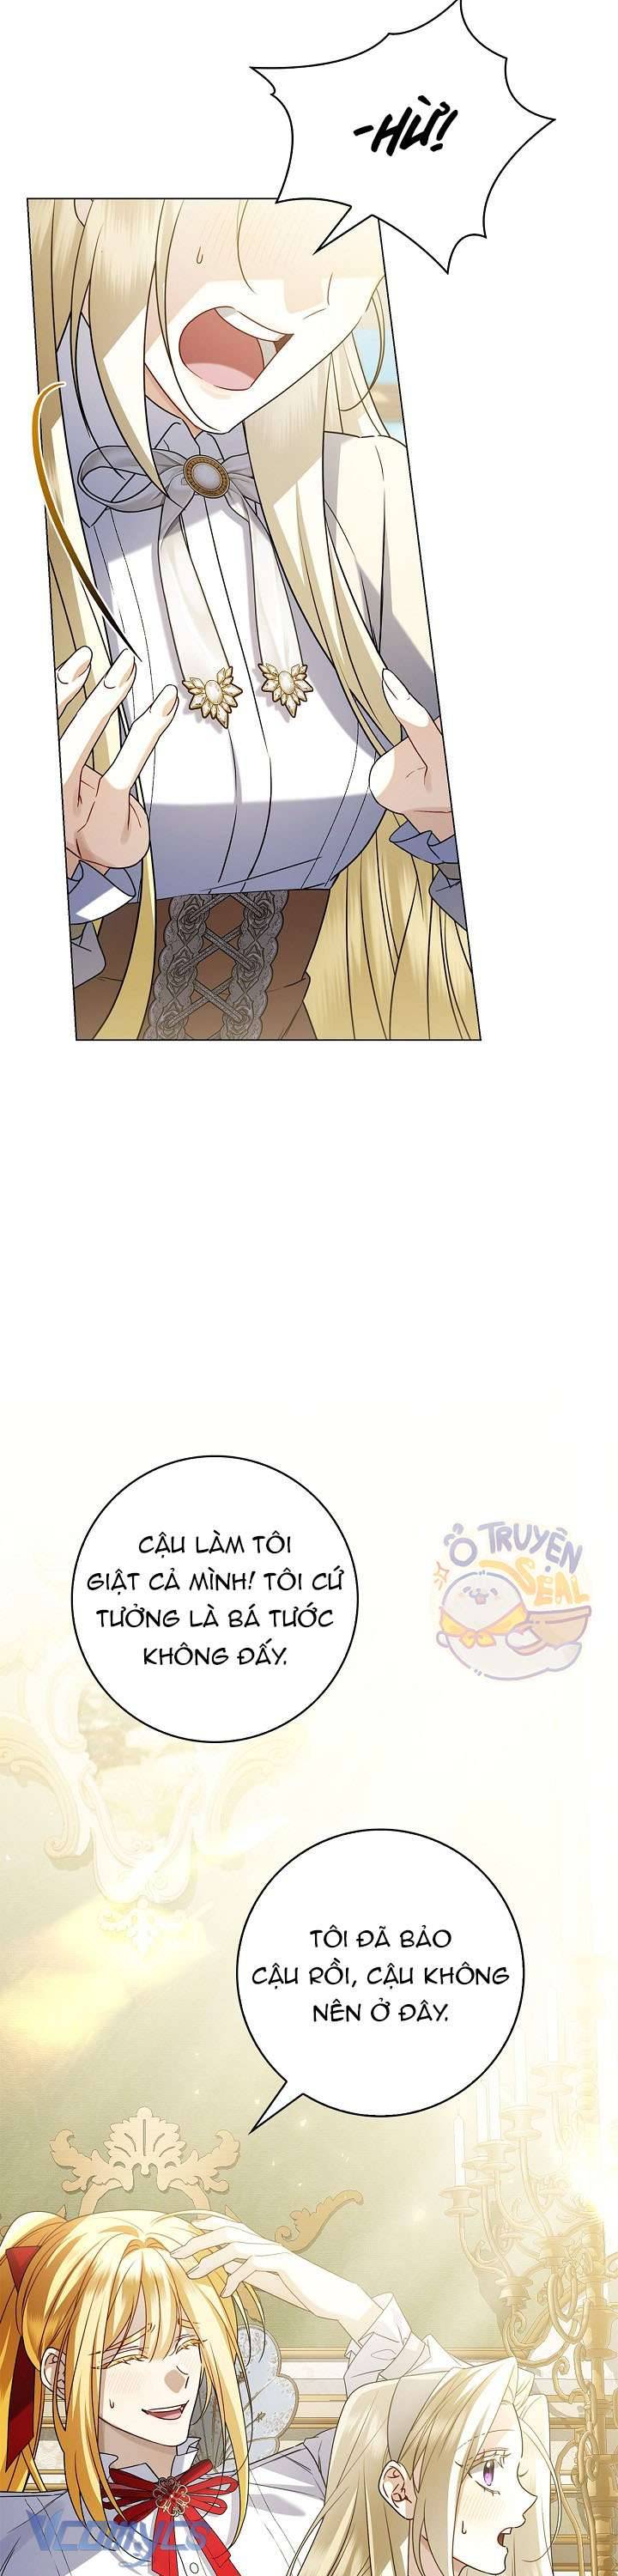 -HỪ!
CẬU LÀM TÔI
GIẬT CẢ MÌNH! TÔI CỨ
TƯỞNG LÀ BÁ TƯỚC
KHÔNG ĐẤY.
Ổ TRUYỆN
SEAL
TÔI ĐÃ BẢO
CẬU RỒI, CẬU KHÔNG
NÊN Ở ĐÂY.
VCOMYCS